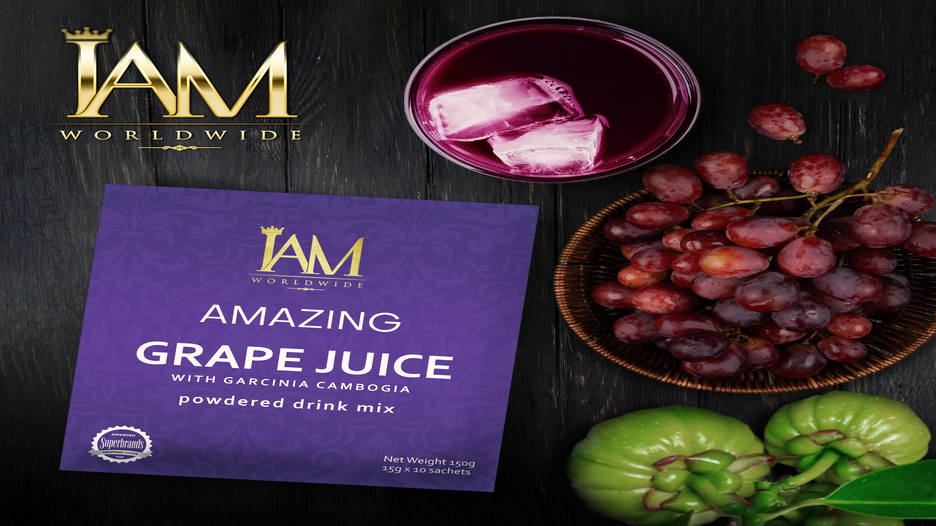 IAM
WORLDWIDE
IAM
WORLDWIDE
AMAZING
GRAPE JUICE
WITH GARCINIA CAMBOGIA
powdered drink mix
AWARDED
Superbrands
Net Weight 150g
15g x 10 sachets